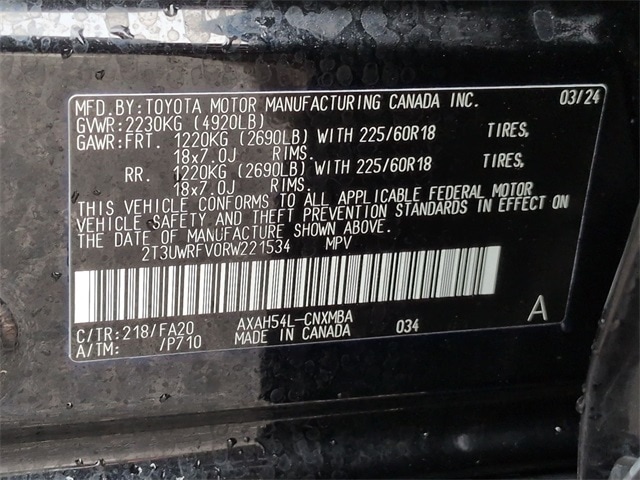 MFD. BY: TOYOTA MOTOR MANUFACTURING CANADA INC. 03/24
GVWR: 2230KG (4920LB)
GAWR: FRT. 1220KG (2690LB) WITH 225/60R18 TIRES,
18x7.0J RIMS.
RR. 1220KG (2690LB) WITH 225/60R18 TIRES,
18x7.0J RIMS.
THIS VEHICLE CONFORMS TO ALL APPLICABLE FEDERAL MOTOR
VEHICLE SAFETY AND THEFT PREVENTION STANDARDS IN EFFECT ON
THE DATE OF MANUFACTURE SHOWN ABOVE.
2T3UWRFV0RW221534 MPV
C/TR: 218/FA20 AXAH54L-CNXMBA 034 A
A/TM: /P710 MADE IN CANADA